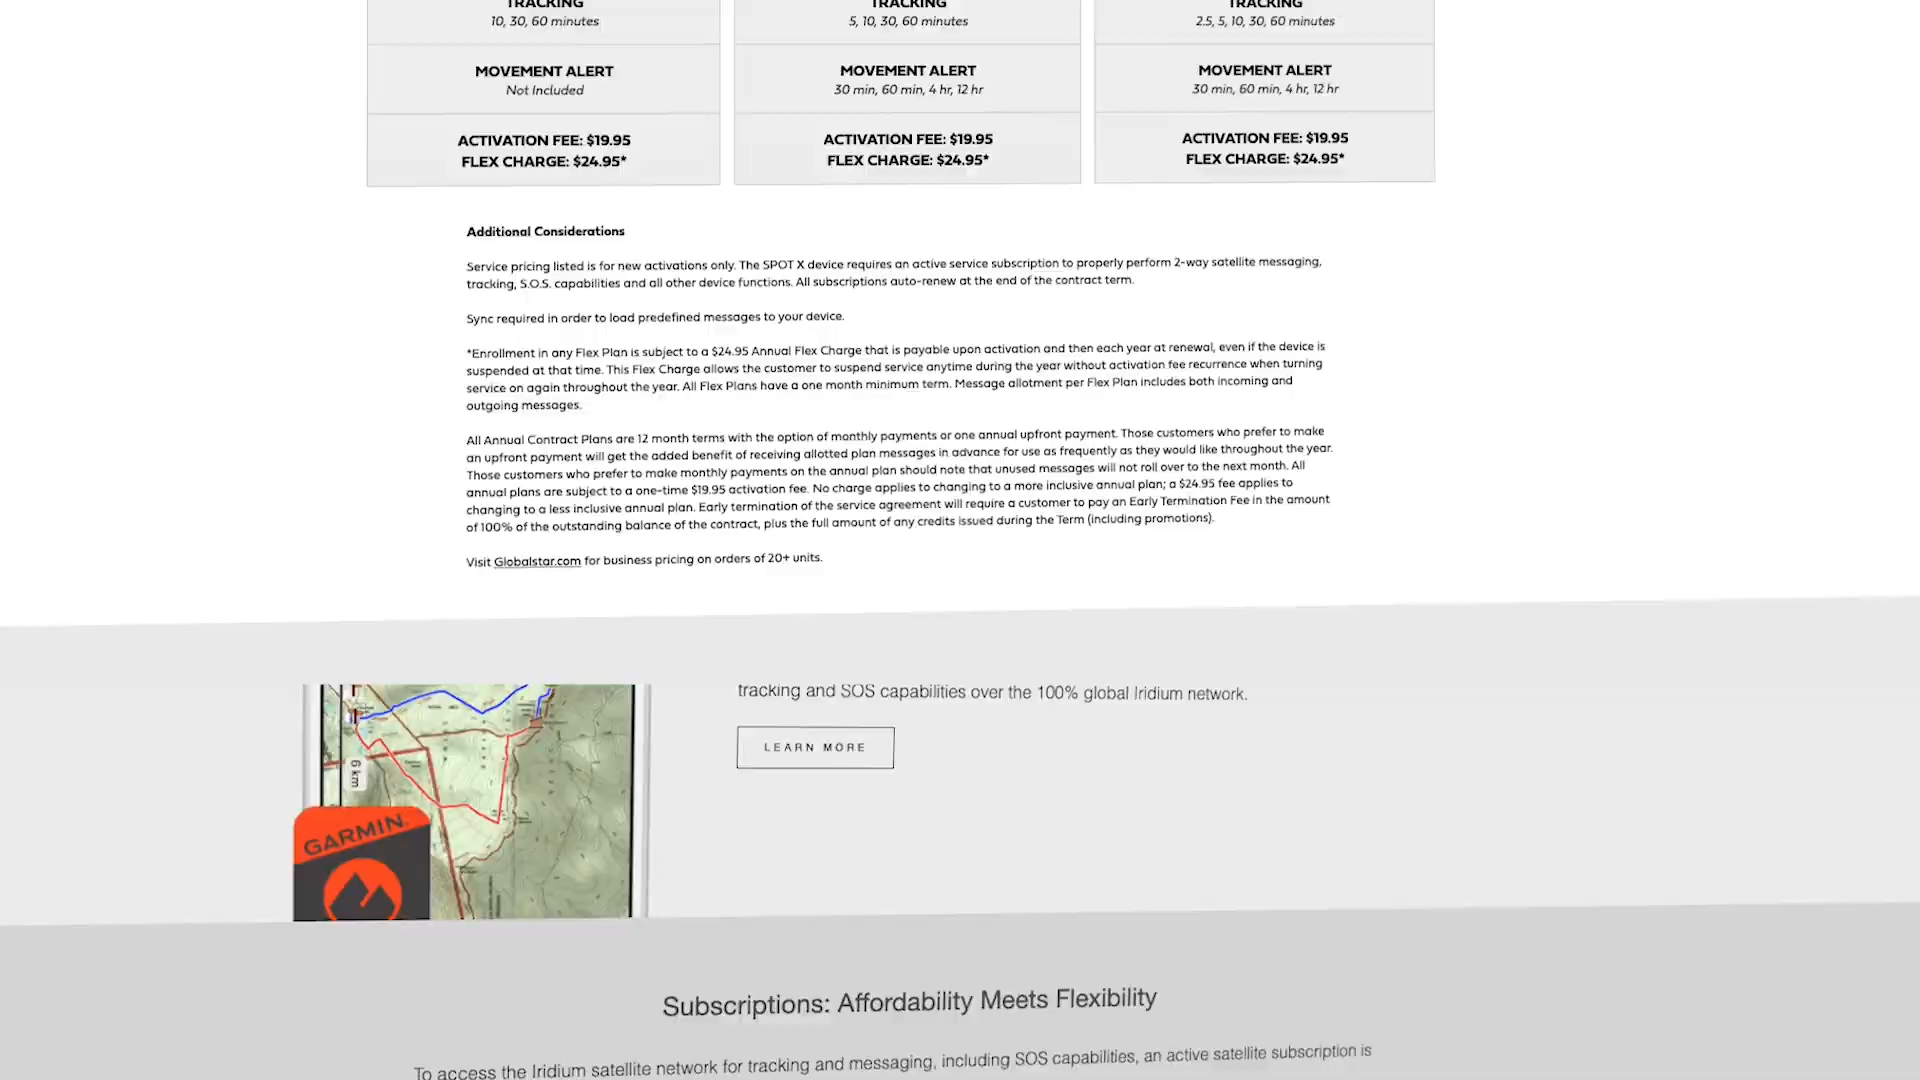 TRACKING TRACKING TRACKING
10, 30, 60 minutes 5, 10, 30, 60 minutes 2.5, 5, 10, 30, 60 minutes
MOVEMENT ALERT MOVEMENT ALERT MOVEMENT ALERT
Not Included 30 min, 60 min, 4 hr, 12 hr 30 min, 60 min, 4 hr, 12 hr
ACTIVATION FEE: $19.95 ACTIVATION FEE: $19.95 ACTIVATION FEE: $19.95
FLEX CHARGE: $24.95* FLEX CHARGE: $24.95* FLEX CHARGE: $24.95*
Additional Considerations
Service pricing listed is for new activations only. The SPOT X device requires an active service subscription to properly perform 2-way satellite messaging,
tracking, S.O.S. capabilities and all other device functions. All subscriptions auto-renew at the end of the contract term.
Sync required in order to load predefined messages to your device.
*Enrollment in any Flex Plan is subject to a $24.95 Annual Flex Charge that is payable upon activation and then each year at renewal, even if the device is
suspended at that time. This Flex Charge allows the customer to suspend service anytime during the year without activation fee recurrence when turning
service on again throughout the year. All Flex Plans have a one month minimum term. Message allotment per Flex Plan includes both incoming and
outgoing messages.
All Annual Contract Plans are 12 month terms with the option of monthly payments or one annual upfront payment. Those customers who prefer to make
an upfront payment will get the added benefit of receiving allotted plan messages in advance for use as frequently as they would like throughout the year.
Those customers who prefer to make monthly payments on the annual plan should note that unused messages will not roll over to the next month. All
annual plans are subject to a one-time $19.95 activation fee. No charge applies to changing to a more inclusive annual plan; a $24.95 fee applies to
changing to a less inclusive annual plan. Early termination of the service agreement will require a customer to pay an Early Termination Fee in the amount
of 100% of the outstanding balance of the contract, plus the full amount of any credits issued during the Term (including promotions).
Visit Globalstar.com for business pricing on orders of 20+ units.
tracking and SOS capabilities over the 100% global Iridium network.
LEARN MORE
6 km
GARMIN
Subscriptions: Affordability Meets Flexibility
To access the Iridium satellite network for tracking and messaging, including SOS capabilities, an active satellite subscription is